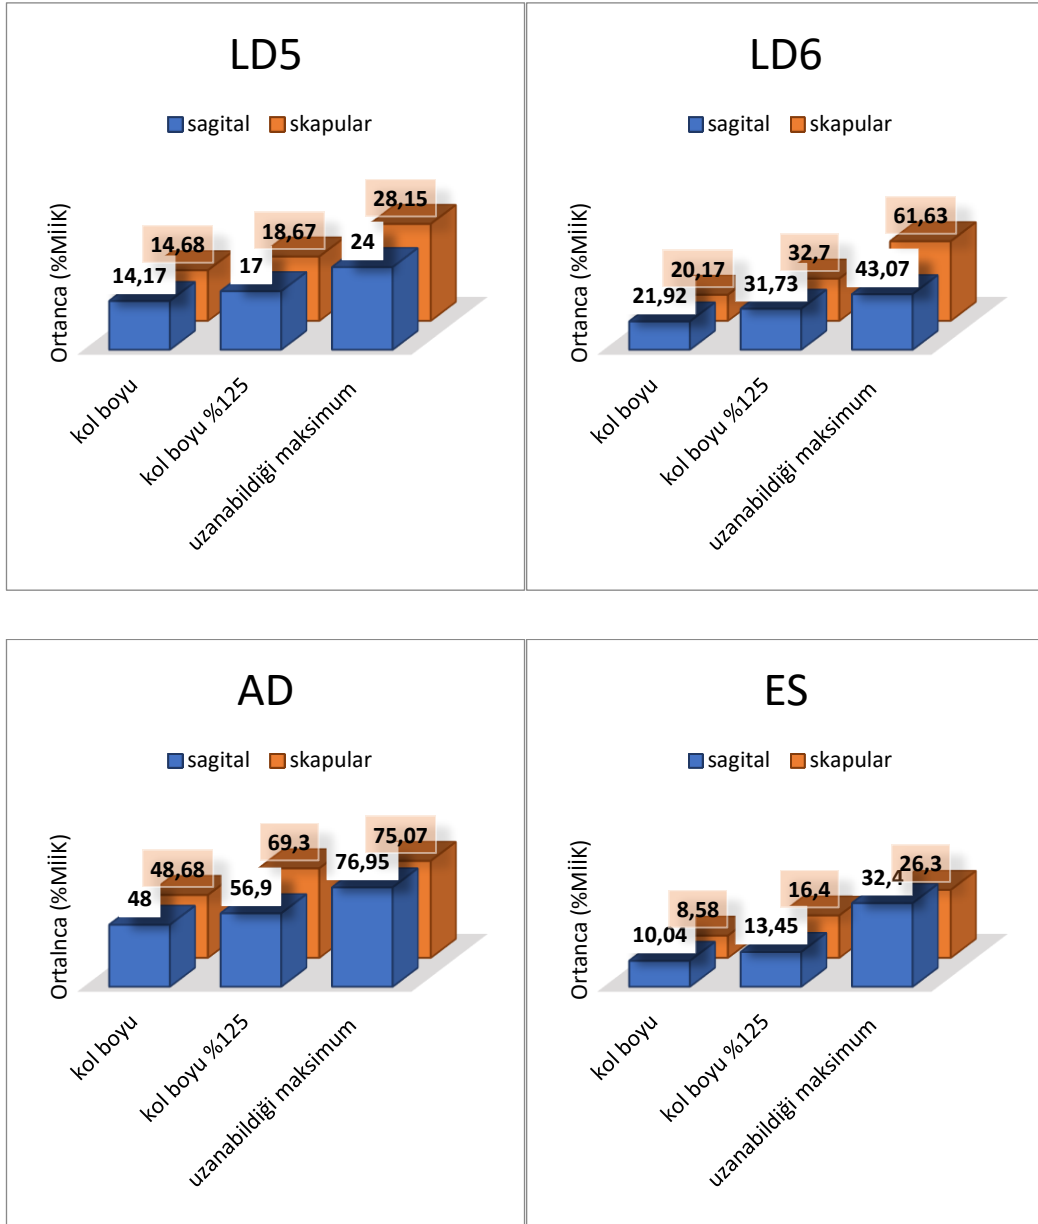 LD5
sagital skapular
Ortanca (%MİİK)
14,17 14,68 17 18,67 24 28,15
kol boyu
kol boyu %125
uzanabildiği maksimum
LD6
sagital skapular
Ortanca (%MİİK)
21,92 20,17 31,73 32,7 43,07 61,63
kol boyu
kol boyu %125
uzanabildiği maksimum
AD
sagital skapular
Ortalnca (%MİİK)
48 48,68 56,9 69,3 76,95 75,07
kol boyu
kol boyu %125
uzanabildiği maksimum
ES
sagital skapular
Ortanca (%MİİK)
10,04 8,58 13,45 16,4 32,4 26,3
kol boyu
kol boyu %125
uzanabildiği maksimum